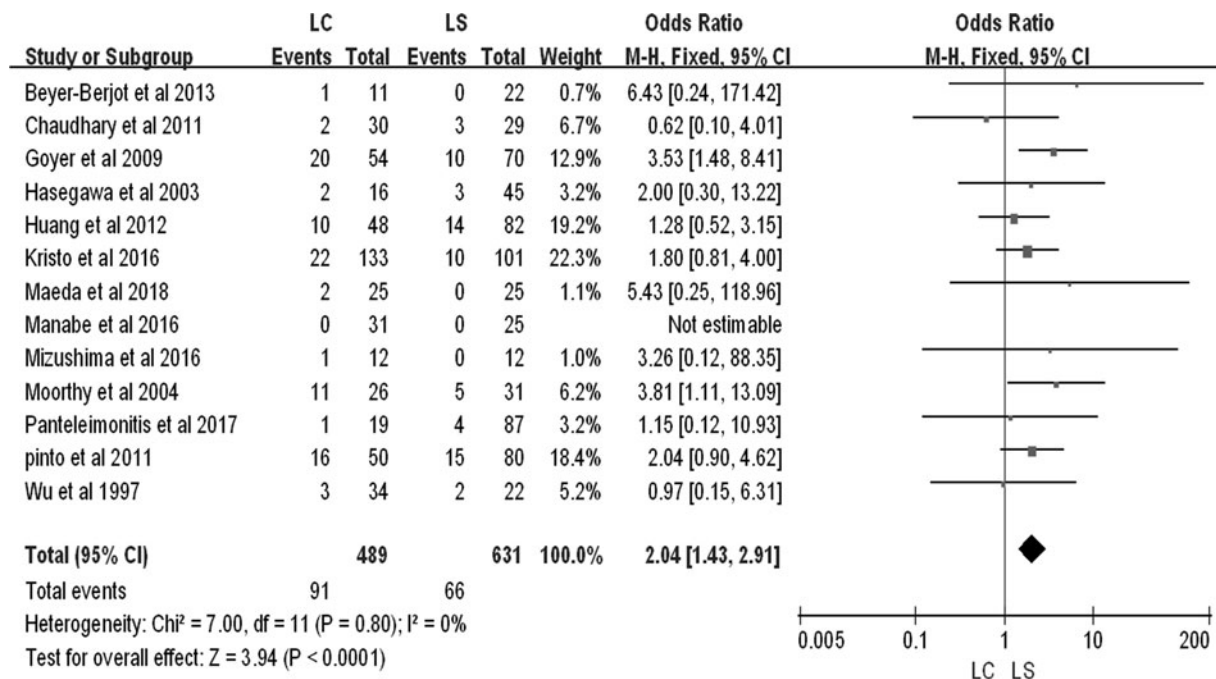 LC LS Odds Ratio Odds Ratio
Study or Subgroup Events Total Events Total Weight M-H, Fixed, 95% CI M-H, Fixed, 95% CI
Beyer-Berjot et al 2013 1 11 0 22 0.7% 6.43 [0.24, 171.42]
Chaudhary et al 2011 2 30 3 29 6.7% 0.62 [0.10, 4.01]
Goyer et al 2009 20 54 10 70 12.9% 3.53 [1.48, 8.41]
Hasegawa et al 2003 2 16 3 45 3.2% 2.00 [0.30, 13.22]
Huang et al 2012 10 48 14 82 19.2% 1.28 [0.52, 3.15]
Kristo et al 2016 22 133 10 101 22.3% 1.80 [0.81, 4.00]
Maeda et al 2018 2 25 0 25 1.1% 5.43 [0.25, 118.96]
Manabe et al 2016 0 31 0 25 Not estimable
Mizushima et al 2016 1 12 0 12 1.0% 3.26 [0.12, 88.35]
Moorthy et al 2004 11 26 5 31 6.2% 3.81 [1.11, 13.09]
Panteleimonitis et al 2017 1 19 4 87 3.2% 1.15 [0.12, 10.93]
pinto et al 2011 16 50 15 80 18.4% 2.04 [0.90, 4.62]
Wu et al 1997 3 34 2 22 5.2% 0.97 [0.15, 6.31]
Total (95% CI) 489 631 100.0% 2.04 [1.43, 2.91]
Total events 91 66
Heterogeneity: Chi² = 7.00, df = 11 (P = 0.80); I² = 0%
Test for overall effect: Z = 3.94 (P < 0.0001)
0.005 0.1 1 10 200
LC LS